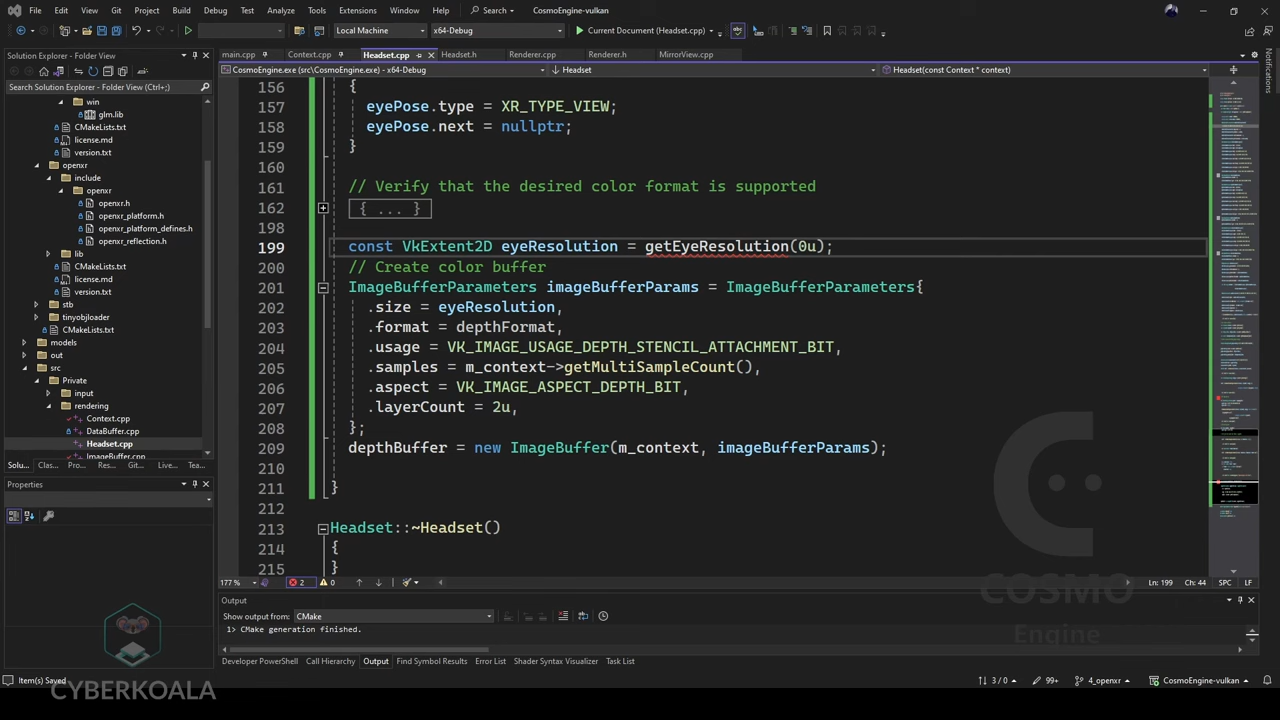 File Edit View Git Project Build Debug Test Analyze Tools Extensions Window Help Search CosmoEngine-vulkan
Local Machine x64-Debug Current Document (Headset.cpp)
Solution Explorer - Folder View
main.cpp Context.cpp Headset.cpp Headset.h Renderer.cpp Renderer.h MirrorView.cpp
CosmoEngine.exe (src\CosmoEngine.exe) - x64-Debug Headset Headset(const Context * context)
Search Solution Explorer - Folder View (Ctrl+;)
win
glm.lib
CMakeLists.txt
license.md
version.txt
openxr
include
openxr
openxr.h
openxr_platform.h
openxr_platform_defines.h
openxr_reflection.h
lib
CMakeLists.txt
license.md
version.txt
stb
tinyobjloader
CMakeLists.txt
models
out
src
Private
input
rendering
Context.cpp
DataBuffer.cpp
Headset.cpp
ImageBuffer.cpp
Solu... Clas... Pro... Res... Git... Live... Tea...
Properties
156 {
157 eyePose.type = XR_TYPE_VIEW;
158 eyePose.next = nullptr;
159 }
160
161 // Verify that the desired color format is supported
162 { ... }
198
199 const VkExtent2D eyeResolution = getEyeResolution(0u);
200 // Create color buffer
201 ImageBufferParameters imageBufferParams = ImageBufferParameters{
202 .size = eyeResolution,
203 .format = depthFormat,
204 .usage = VK_IMAGE_USAGE_DEPTH_STENCIL_ATTACHMENT_BIT,
205 .samples = m_context->getMultiSampleCount(),
206 .aspect = VK_IMAGE_ASPECT_DEPTH_BIT,
207 .layerCount = 2u,
208 };
209 depthBuffer = new ImageBuffer(m_context, imageBufferParams);
210
211 }
212
213 Headset::~Headset()
214 {
215 }
177 % 2 0 Ln: 199 Ch: 44 SPC LF
Output
Show output from: CMake
1> CMake generation finished.
Developer PowerShell Call Hierarchy Output Find Symbol Results Error List Shader Syntax Visualizer Task List
Item(s) Saved 3 / 0 99+ 4_openxr CosmoEngine-vulkan
Notifications
COSMO
Engine
CYBERKOALA